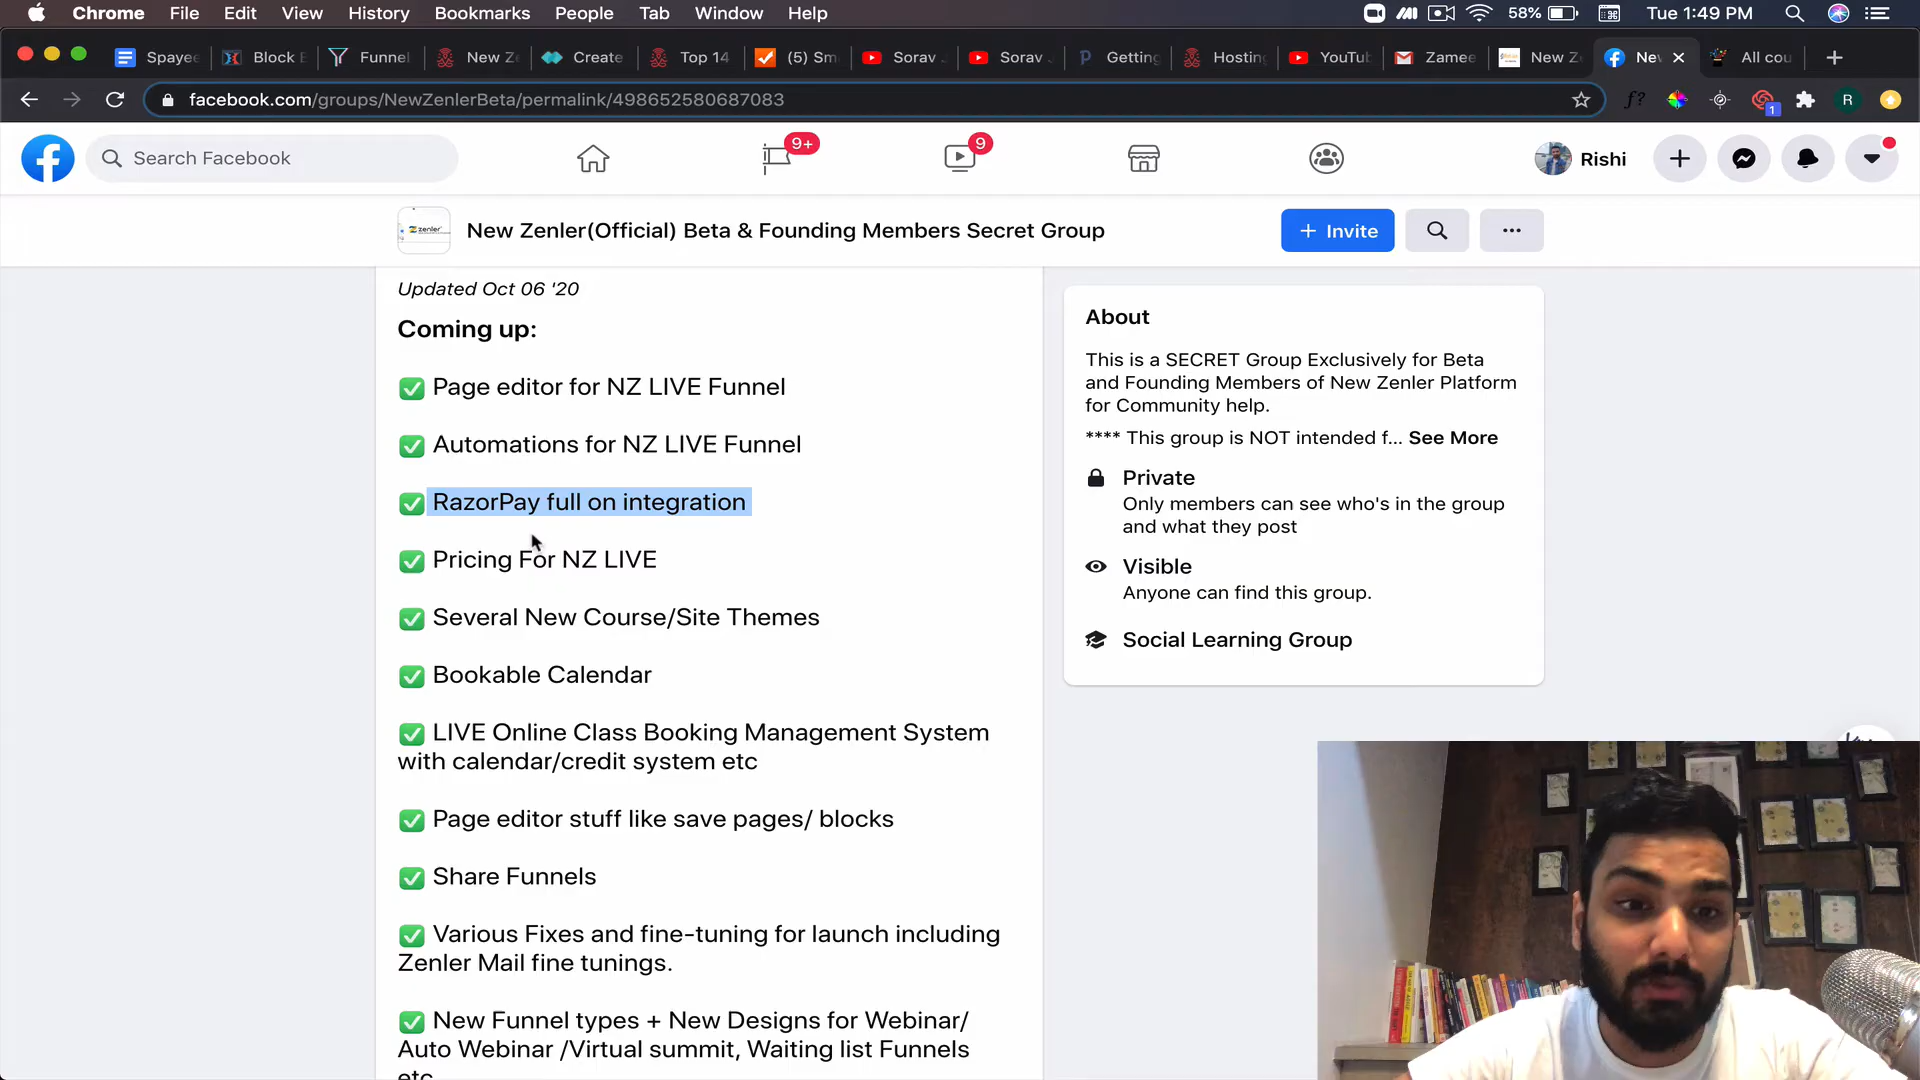 Chrome File Edit View History Bookmarks People Tab Window Help 58% Tue 1:49 PM
Spayee Block Funnel New Ze Create Top 14 (5) Sm Sorav Sorav Getting Hosting YouTu Zamee New Ze Nev All cou
facebook.com/groups/NewZenlerBeta/permalink/498652580687083 f? 1 R
Search Facebook 9+ 9 Rishi
zenler New Zenler(Official) Beta & Founding Members Secret Group + Invite
Updated Oct 06 '20
Coming up:
✅ Page editor for NZ LIVE Funnel
✅ Automations for NZ LIVE Funnel
✅ RazorPay full on integration
✅ Pricing For NZ LIVE
✅ Several New Course/Site Themes
✅ Bookable Calendar
✅ LIVE Online Class Booking Management System
with calendar/credit system etc
✅ Page editor stuff like save pages/ blocks
✅ Share Funnels
✅ Various Fixes and fine-tuning for launch including
Zenler Mail fine tunings.
✅ New Funnel types + New Designs for Webinar/
Auto Webinar /Virtual summit, Waiting list Funnels
etc
About
This is a SECRET Group Exclusively for Beta
and Founding Members of New Zenler Platform
for Community help.
**** This group is NOT intended f... See More
Private
Only members can see who's in the group
and what they post
Visible
Anyone can find this group.
Social Learning Group